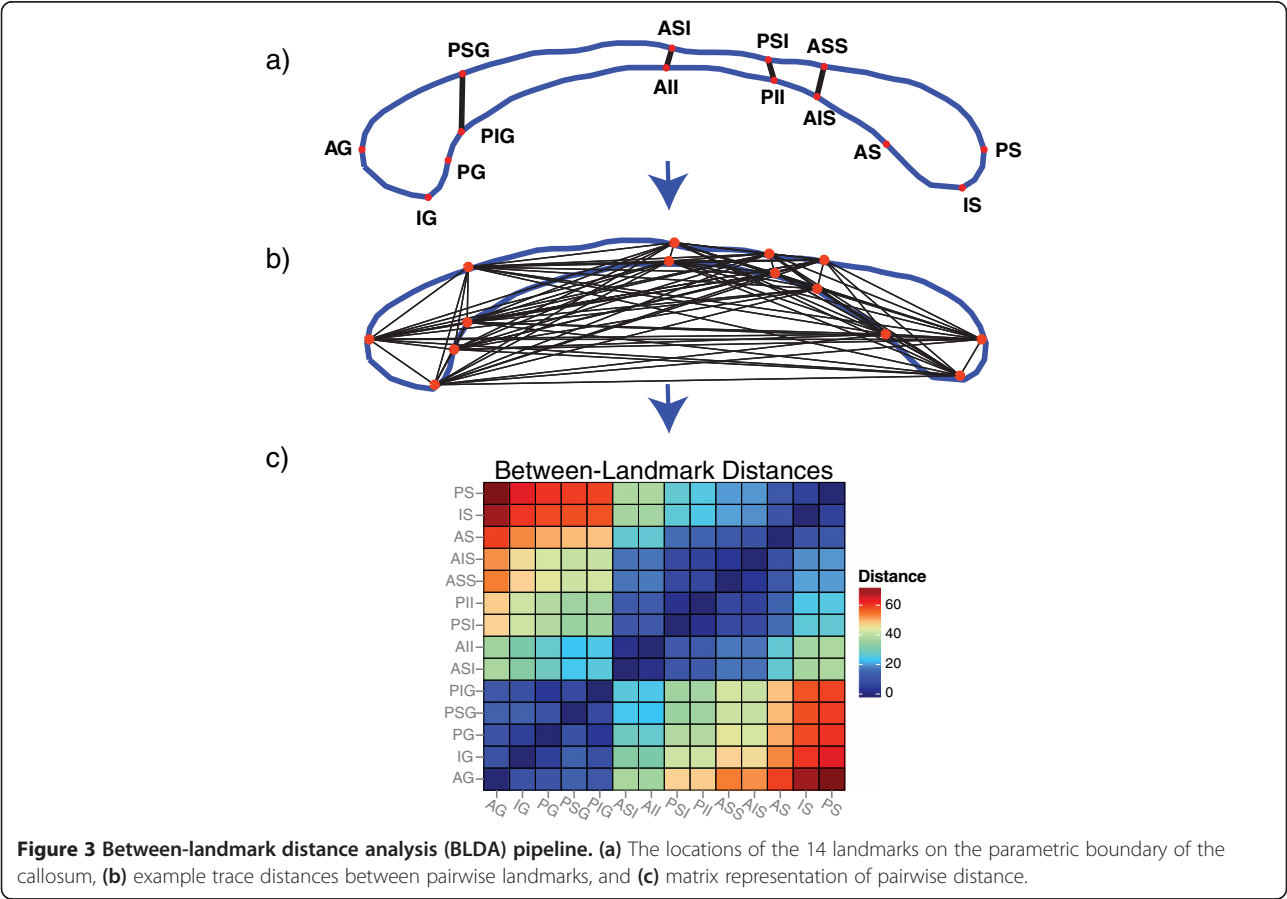 a)
ASI
PSI
ASS
PSG
AII
PII
AIS
PIG
AG
AS
PS
PG
IG
IS
b)
c)
Between-Landmark Distances
PS
IS
AS
AIS
ASS
PII
PSI
AII
ASI
PIG
PSG
PG
IG
AG
Distance
60
40
20
0
AG IG PG PSG PIG ASI AII PSI PII ASS AIS AS IS PS
Figure 3 Between-landmark distance analysis (BLDA) pipeline. (a) The locations of the 14 landmarks on the parametric boundary of the
callosum, (b) example trace distances between pairwise landmarks, and (c) matrix representation of pairwise distance.